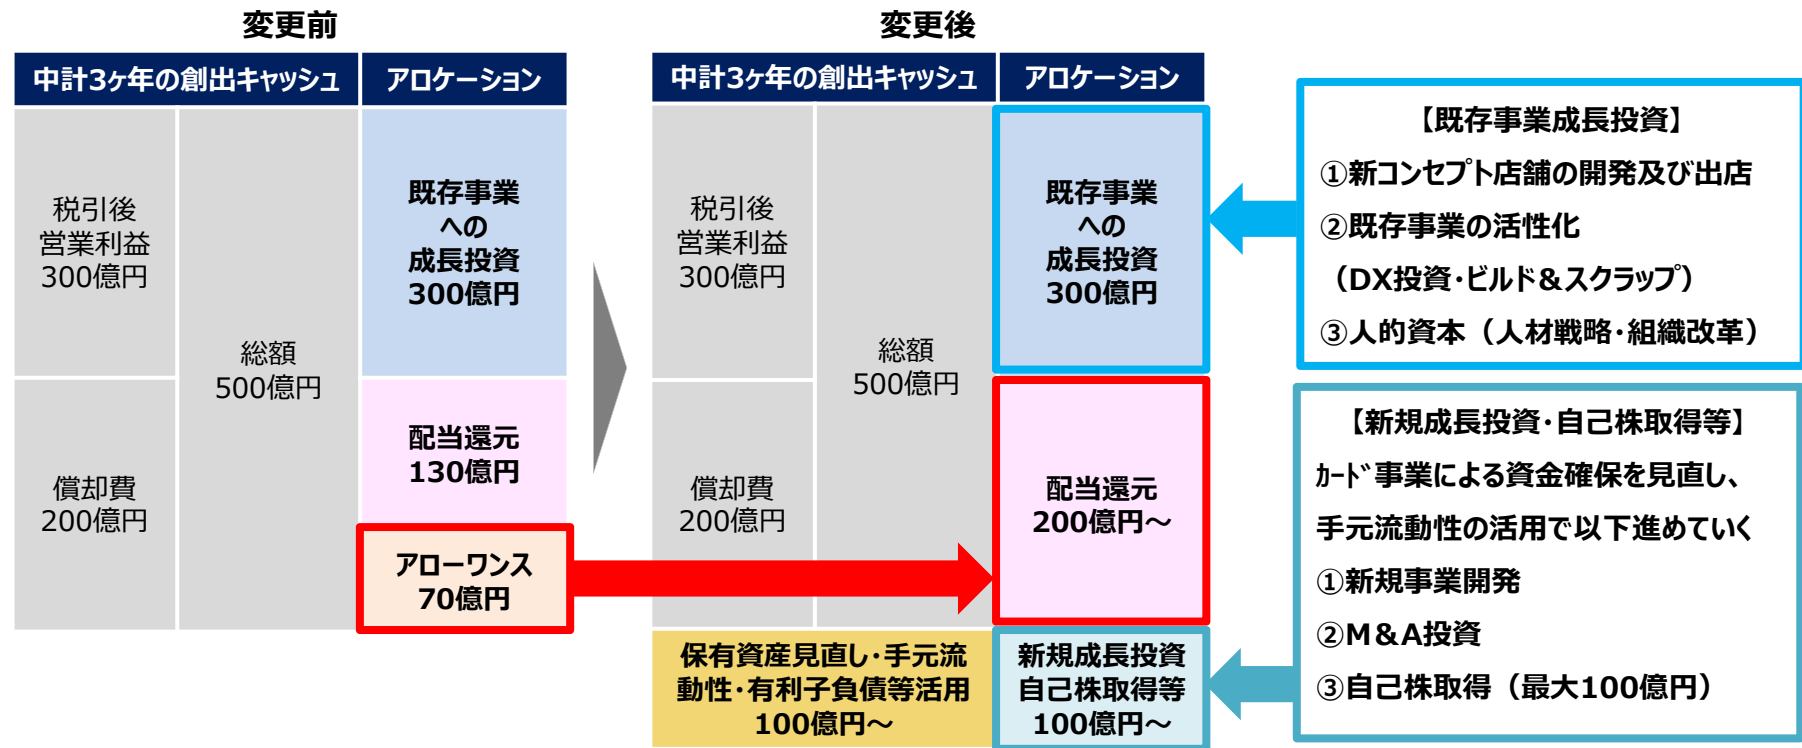 変更前
中計3ヶ年の創出キャッシュ
アロケーション
税引後
営業利益
300億円
償却費
200億円
総額
500億円
既存事業
への
成長投資
300億円
配当還元
130億円
アローワンス
70億円
変更後
中計3ヶ年の創出キャッシュ
アロケーション
税引後
営業利益
300億円
償却費
200億円
総額
500億円
既存事業
への
成長投資
300億円
配当還元
200億円～
保有資産見直し・手元流
動性・有利子負債等活用
100億円～
新規成長投資
自己株取得等
100億円～
【既存事業成長投資】
①新コンセプト店舗の開発及び出店
②既存事業の活性化
（DX投資・ビルド＆スクラップ）
③人的資本（人材戦略・組織改革）
【新規成長投資・自己株取得等】
ｶｰﾄﾞ事業による資金確保を見直し、
手元流動性の活用で以下進めていく
①新規事業開発
②M＆A投資
③自己株取得（最大100億円）